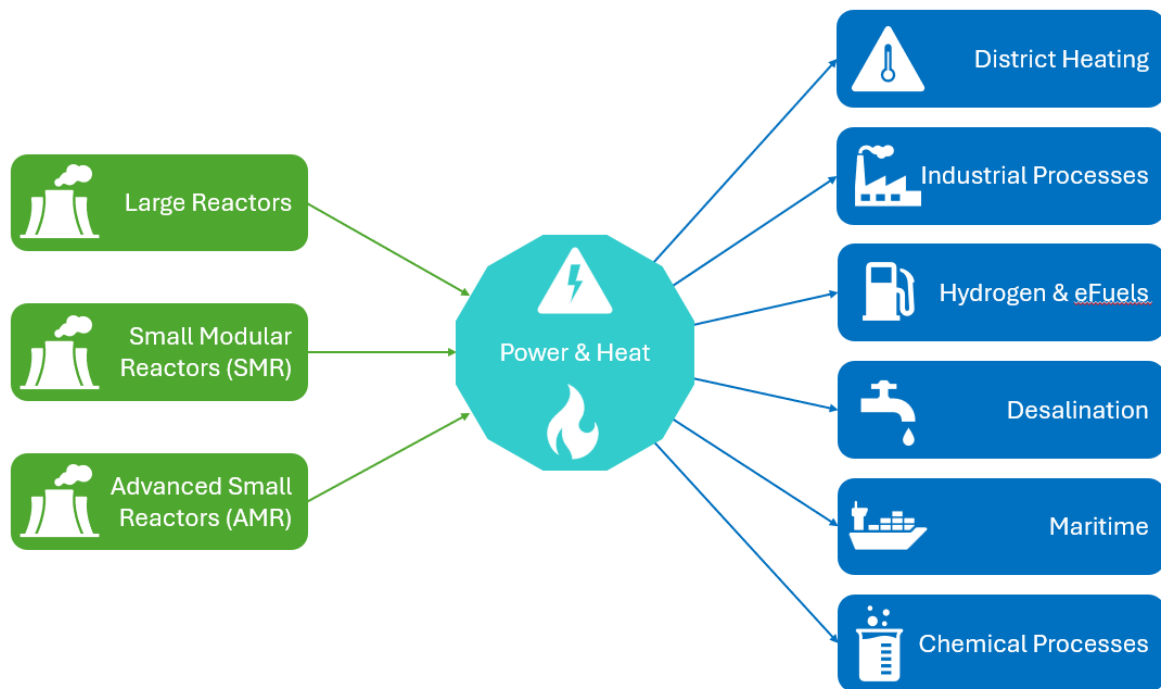 Large Reactors
Small Modular
Reactors (SMR)
Advanced Small
Reactors (AMR)
Power & Heat
District Heating
Industrial Processes
Hydrogen & eFuels
Desalination
Maritime
Chemical Processes